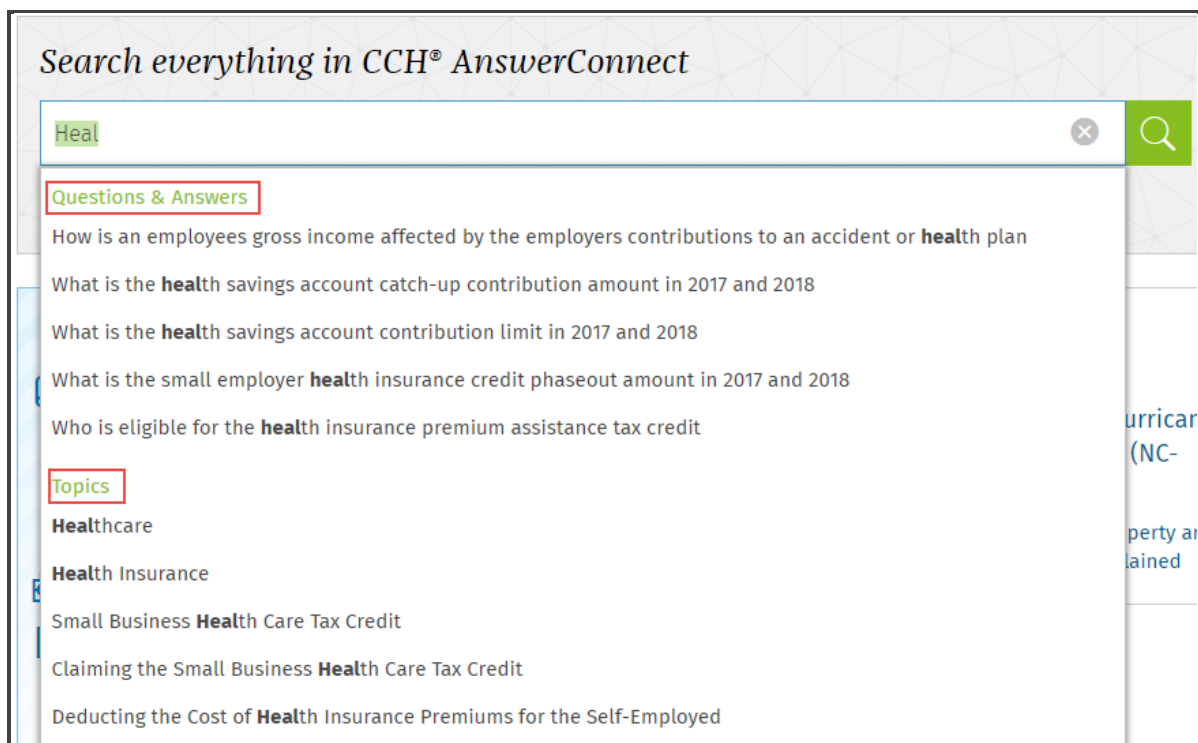 Search everything in CCH® AnswerConnect
Heal
Questions & Answers
How is an employees gross income affected by the employers contributions to an accident or health plan
What is the health savings account catch-up contribution amount in 2017 and 2018
What is the health savings account contribution limit in 2017 and 2018
What is the small employer health insurance credit phaseout amount in 2017 and 2018
Who is eligible for the health insurance premium assistance tax credit
Topics
Healthcare
Health Insurance
Small Business Health Care Tax Credit
Claiming the Small Business Health Care Tax Credit
Deducting the Cost of Health Insurance Premiums for the Self-Employed
urrican
(NC-
perty ar
lained